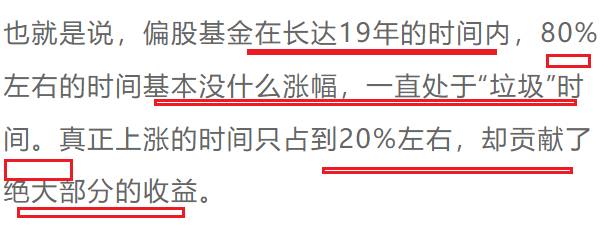 也就是说，偏股基金在长达19年的时间内，80%
左右的时间基本没什么涨幅，一直处于“垃圾”时
间。真正上涨的时间只占到20%左右，却贡献了
绝大部分的收益。